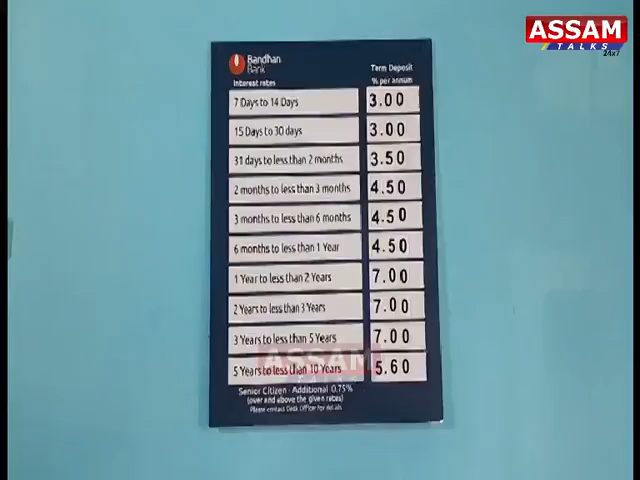 ASSAM
TALKS
24x7
Bandhan
Bank
Interest rates
Term Deposit
% per annum
7 Days to 14 Days 3.00
15 Days to 30 days 3.00
31 days to less than 2 months 3.50
2 months to less than 3 months 4.50
3 months to less than 6 months 4.50
6 months to less than 1 Year 4.50
1 Year to less than 2 Years 7.00
2 Years to less than 3 Years 7.00
3 Years to less than 5 Years 7.00
ASSAM
5 Years to less than 10 Years 5.60
Senior Citizen - Additional 0.75%
(over and above the given rates)
Please contact Desk Officer for details